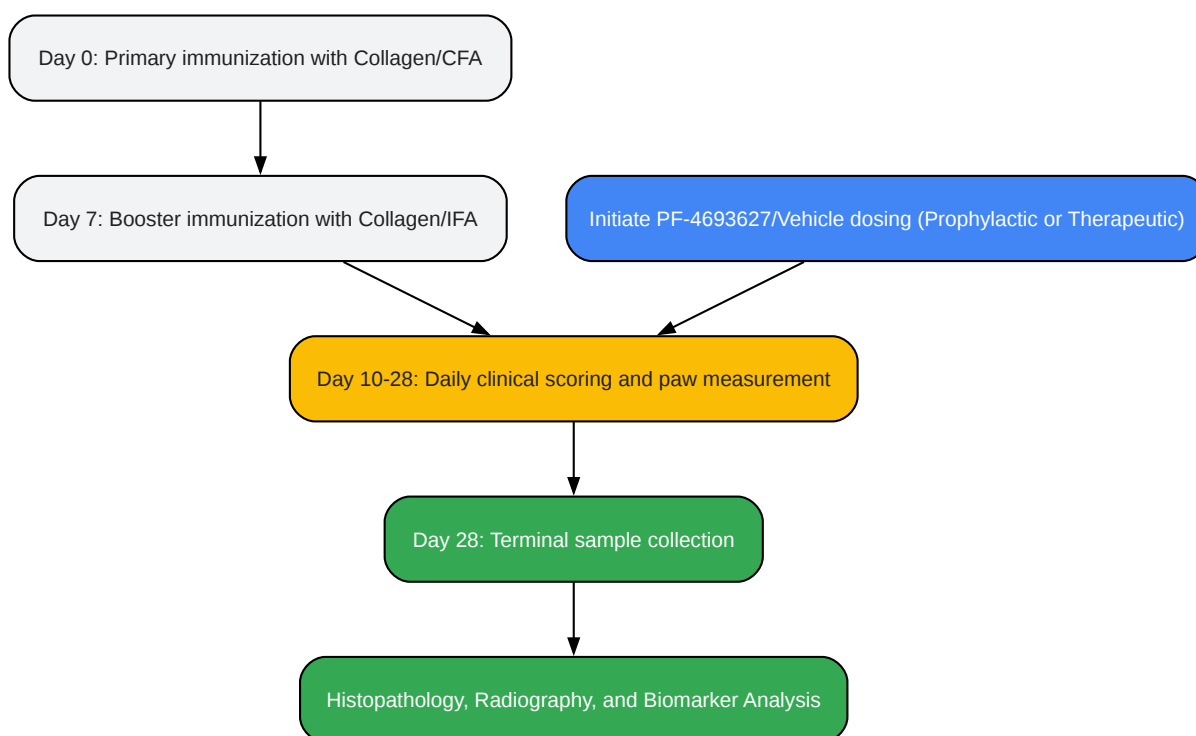 Day 0: Primary immunization with Collagen/CFA
Day 7: Booster immunization with Collagen/IFA
Initiate PF-4693627/Vehicle dosing (Prophylactic or Therapeutic)
Day 10-28: Daily clinical scoring and paw measurement
Day 28: Terminal sample collection
Histopathology, Radiography, and Biomarker Analysis